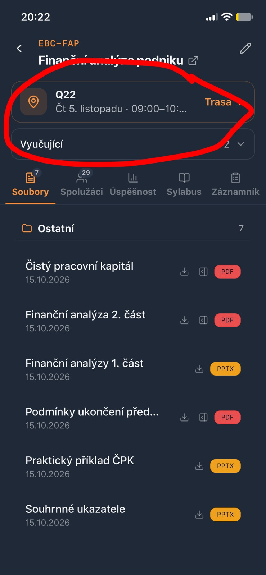 20:22
EBC-FAP
Finanční analýza podniku
Q22
Čt 5. listopadu · 09:00–10:...
Trasa
Vyučující
2
7
29
Soubory
Spolužáci
Úspěšnost
Sylabus
Záznamník
Ostatní
7
Čistý pracovní kapitál
15.10.2026
PDF
Finanční analýza 2. část
15.10.2026
PDF
Finanční analýzy 1. část
15.10.2026
PPTX
Podmínky ukončení před...
15.10.2026
PDF
Praktický příklad ČPK
15.10.2026
PPTX
Souhrnné ukazatele
15.10.2026
PPTX